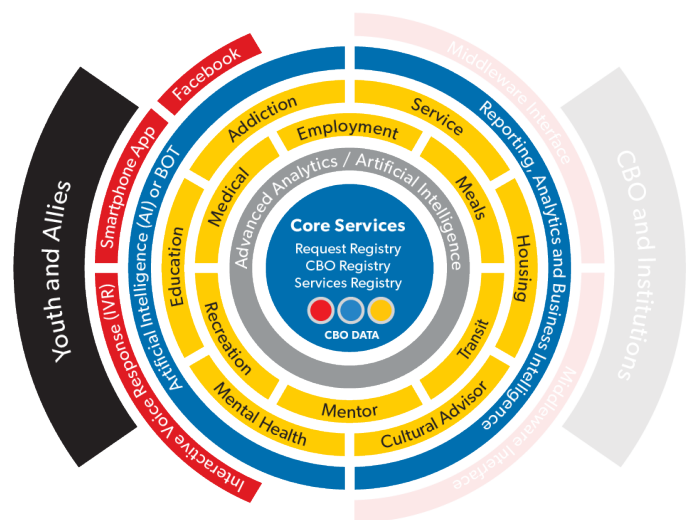 Facebook
Smartphone App
Interactive Voice Response (IVR)
Youth and Allies
Artificial Intelligence (AI) or BOT
Middleware Interface
Middleware Interface
CBO and Institutions
Reporting, Analytics and Business Intelligence
Addiction
Service
Education
Housing
Mental Health
Cultural Advisor
Employment
Medical
Meals
Recreation
Transit
Mentor
Advanced Analytics / Artificial Intelligence
Core Services
Request Registry
CBO Registry
Services Registry
CBO DATA